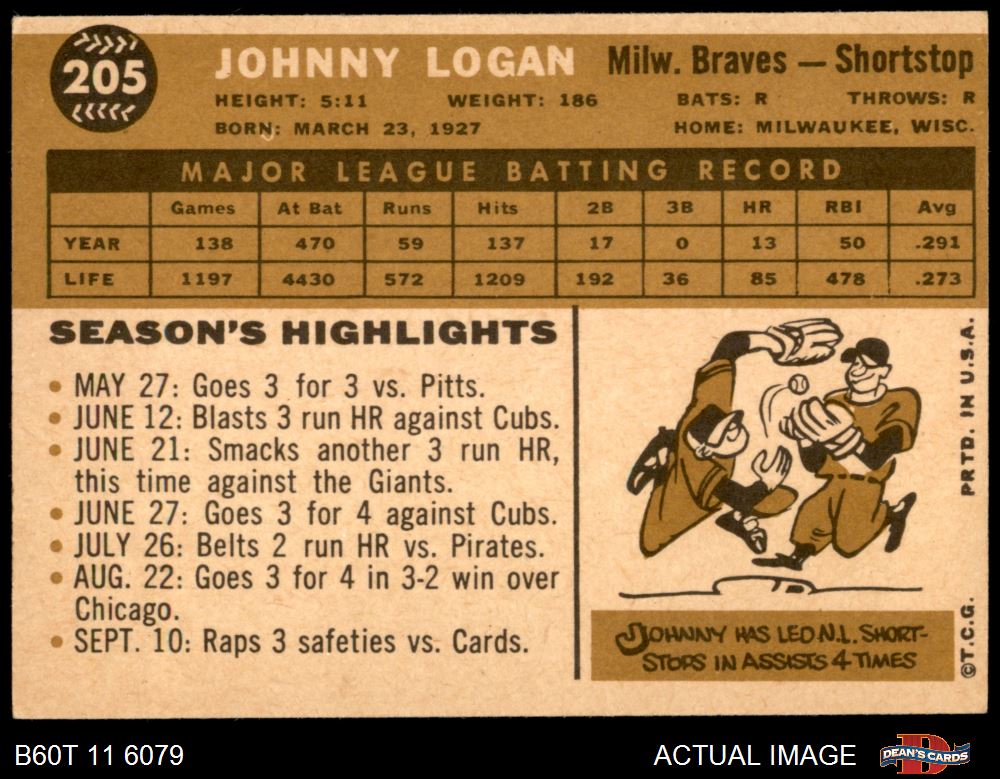 205
JOHNNY LOGAN Milw. Braves — Shortstop
HEIGHT: 5:11 WEIGHT: 186 BATS: R THROWS: R
BORN: MARCH 23, 1927 HOME: MILWAUKEE, WISC.
MAJOR LEAGUE BATTING RECORD
Games At Bat Runs Hits 2B 3B HR RBI Avg
YEAR 138 470 59 137 17 0 13 50 .291
LIFE 1197 4430 572 1209 192 36 85 478 .273
SEASON'S HIGHLIGHTS
• MAY 27: Goes 3 for 3 vs. Pitts.
• JUNE 12: Blasts 3 run HR against Cubs.
• JUNE 21: Smacks another 3 run HR,
this time against the Giants.
• JUNE 27: Goes 3 for 4 against Cubs.
• JULY 26: Belts 2 run HR vs. Pirates.
• AUG. 22: Goes 3 for 4 in 3-2 win over
Chicago.
• SEPT. 10: Raps 3 safeties vs. Cards.
JOHNNY HAS LED N.L. SHORT-
STOPS IN ASSISTS 4 TIMES
©T.C.G. PRTD. IN U.S.A.
B60T 11 6079 ACTUAL IMAGE DEAN'S CARDS